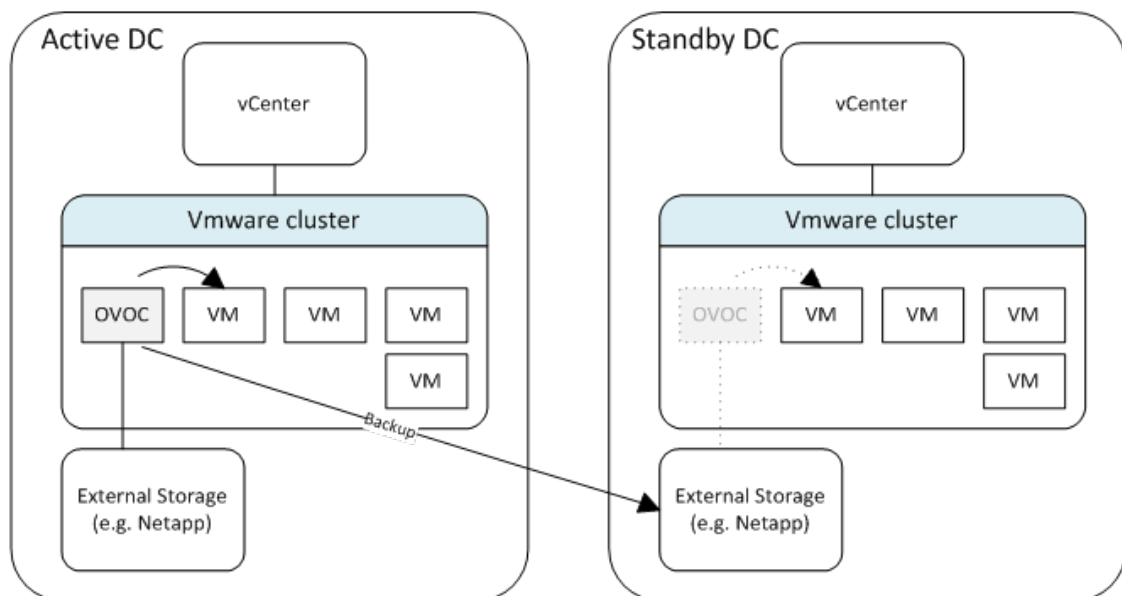 Active DC
vCenter
Vmware cluster
OVOC
VM
VM
VM
VM
Backup
External Storage
(e.g. Netapp)
Standby DC
vCenter
Vmware cluster
OVOC
VM
VM
VM
VM
External Storage
(e.g. Netapp)